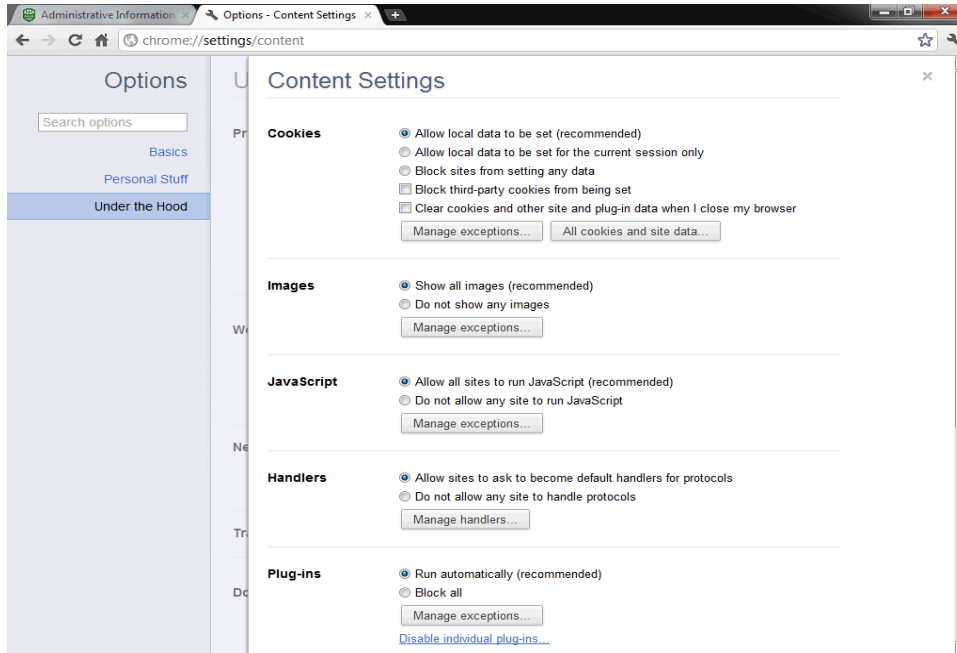 Administrative Information
Options - Content Settings
chrome://settings/content
Options
Search options
Basics
Personal Stuff
Under the Hood
U
Pr
We
Ne
Tra
Do
Content Settings
Cookies
Allow local data to be set (recommended)
Allow local data to be set for the current session only
Block sites from setting any data
Block third-party cookies from being set
Clear cookies and other site and plug-in data when I close my browser
Manage exceptions... All cookies and site data...
Images
Show all images (recommended)
Do not show any images
Manage exceptions...
JavaScript
Allow all sites to run JavaScript (recommended)
Do not allow any site to run JavaScript
Manage exceptions...
Handlers
Allow sites to ask to become default handlers for protocols
Do not allow any site to handle protocols
Manage handlers...
Plug-ins
Run automatically (recommended)
Block all
Manage exceptions...
Disable individual plug-ins...